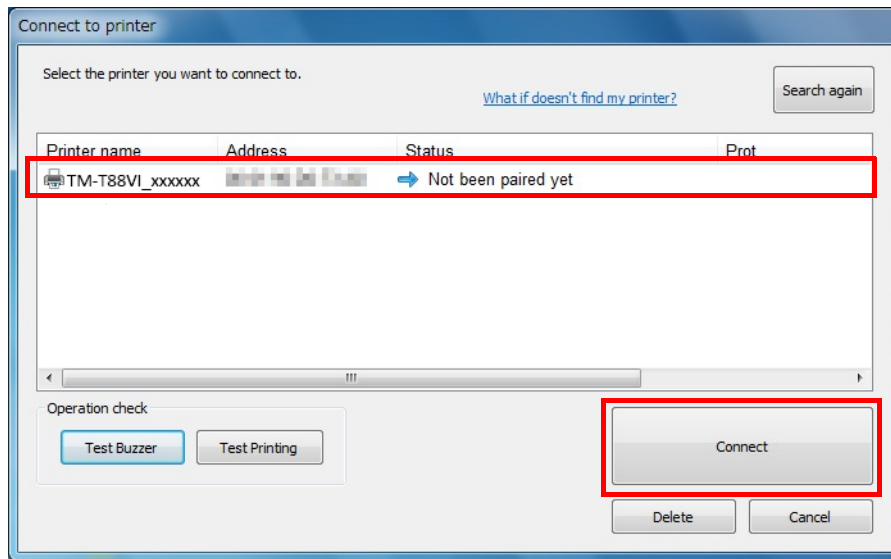 Connect to printer
Select the printer you want to connect to.
What if doesn't find my printer?
Search again
Printer name Address Status Prot
TM-T88VI_xxxxxx Not been paired yet
Operation check
Test Buzzer Test Printing
Connect
Delete Cancel